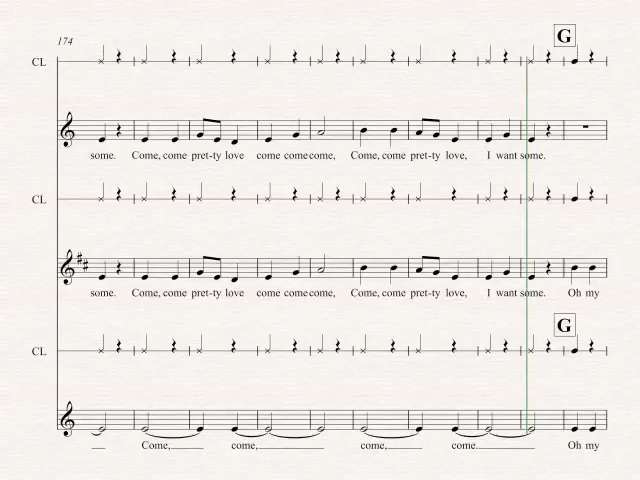 G
174
CL
some. Come, come pret-ty love come come come, Come, come pret-ty love, I want some.
CL
some. Come, come pret-ty love come come come, Come, come pret-ty love, I want some. Oh my
G
CL
Come, come, come, come. Oh my